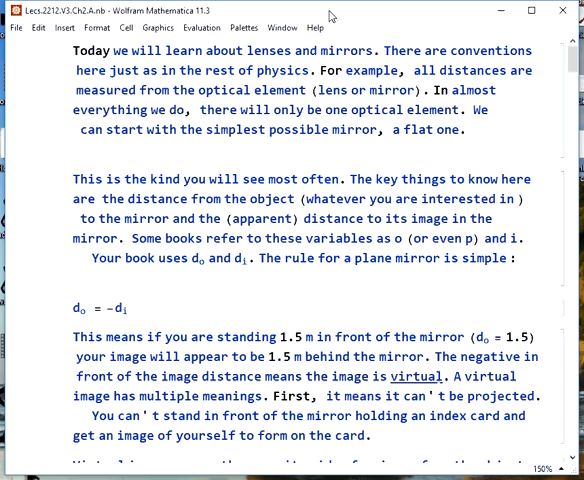 Lecs.2212.V3.Ch2.A.nb - Wolfram Mathematica 11.3
File Edit Insert Format Cell Graphics Evaluation Palettes Window Help
Today we will learn about lenses and mirrors. There are conventions
here just as in the rest of physics. For example, all distances are
measured from the optical element (lens or mirror). In almost
everything we do, there will only be one optical element. We
can start with the simplest possible mirror, a flat one.
This is the kind you will see most often. The key things to know here
are the distance from the object (whatever you are interested in )
to the mirror and the (apparent) distance to its image in the
mirror. Some books refer to these variables as o (or even p) and i.
Your book uses dₒ and dᵢ. The rule for a plane mirror is simple :
dₒ = -dᵢ
This means if you are standing 1.5 m in front of the mirror (dₒ = 1.5)
your image will appear to be 1.5 m behind the mirror. The negative in
front of the image distance means the image is virtual. A virtual
image has multiple meanings. First, it means it can ' t be projected.
You can ' t stand in front of the mirror holding an index card and
get an image of yourself to form on the card.
150%